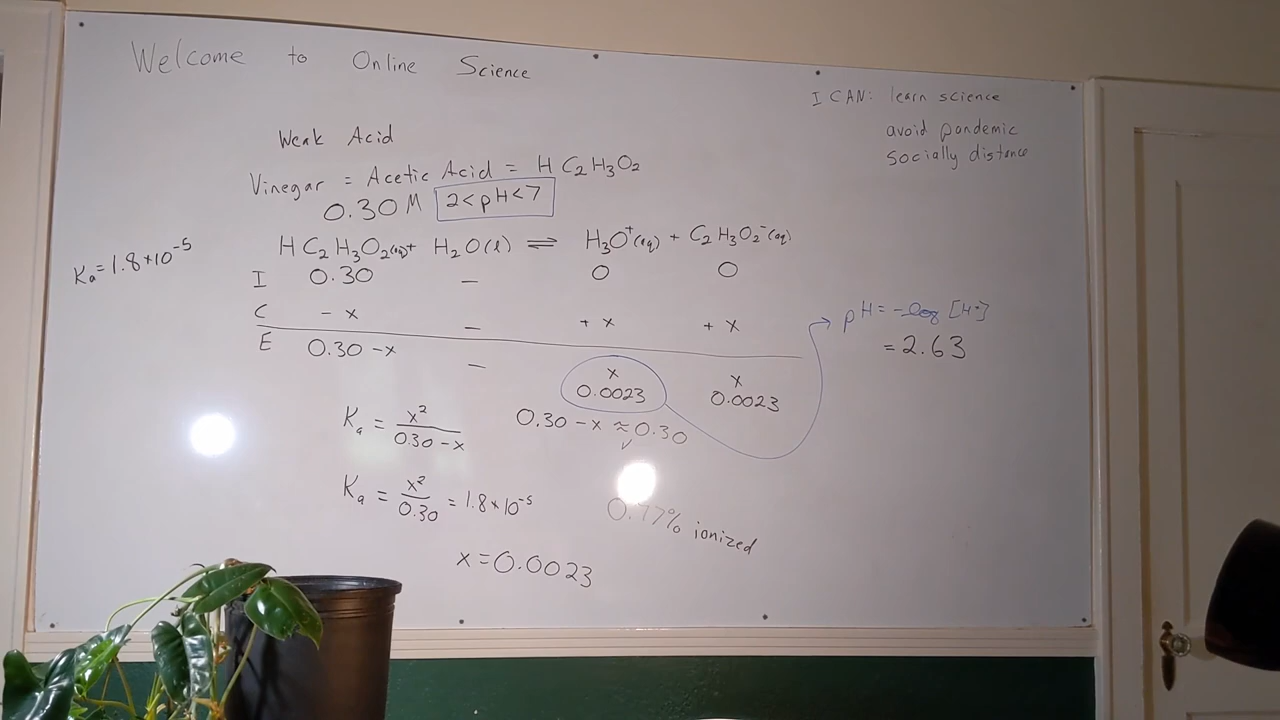 Welcome to Online Science
I CAN: learn science
avoid pandemic
socially distance
Weak Acid
Vinegar = Acetic Acid = HC₂H₃O₂
0.30 M 2<pH<7
Ka=1.8×10⁻⁵
HC₂H₃O₂(aq)+ H₂O(l) ⇌ H₃O⁺(aq) + C₂H₃O₂⁻(aq)
I 0.30 — 0 0
C -x — +x +x
E 0.30-x — x x
0.0023 0.0023
pH=-log [H⁺]
=2.63
Ka = x²/0.30-x
0.30-x ≈ 0.30
Ka = x²/0.30 = 1.8×10⁻⁵
0.77% ionized
x=0.0023